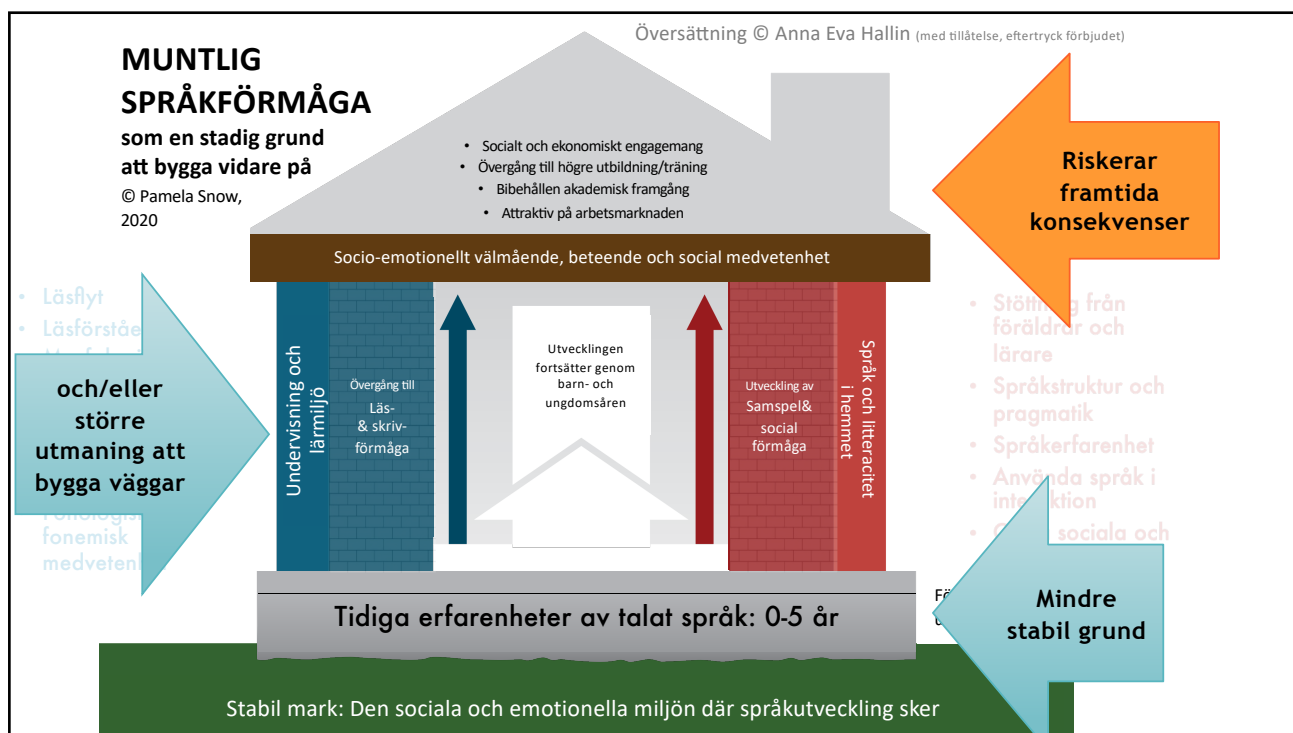 Översättning © Anna Eva Hallin (med tillåtelse, eftertryck förbjudet)
MUNTLIG
SPRÅKFÖRMÅGA
som en stadig grund
att bygga vidare på
© Pamela Snow,
2020
• Socialt och ekonomiskt engagemang
• Övergång till högre utbildning/träning
• Bibehållen akademisk framgång
• Attraktiv på arbetsmarknaden
Riskerar
framtida
konsekvenser
Socio-emotionellt välmående, beteende och social medvetenhet
• Läsflyt
• Läsförståe
och/eller
större
utmaning att
bygga väggar
fonemisk
Undervisning och
lärmiljö
Övergång till
Läs-
& skriv-
förmåga
Utvecklingen
fortsätter genom
barn- och
ungdomsåren
Utveckling av
Samspel&
social
förmåga
Språk och litteracitet
i hemmet
• Stöttning från
föräldrar och
lärare
• Språkstruktur och
pragmatik
• Språkerfarenhet
• Använda språk i
sociala och
Mindre
stabil grund
Tidiga erfarenheter av talat språk: 0-5 år
Stabil mark: Den sociala och emotionella miljön där språkutveckling sker